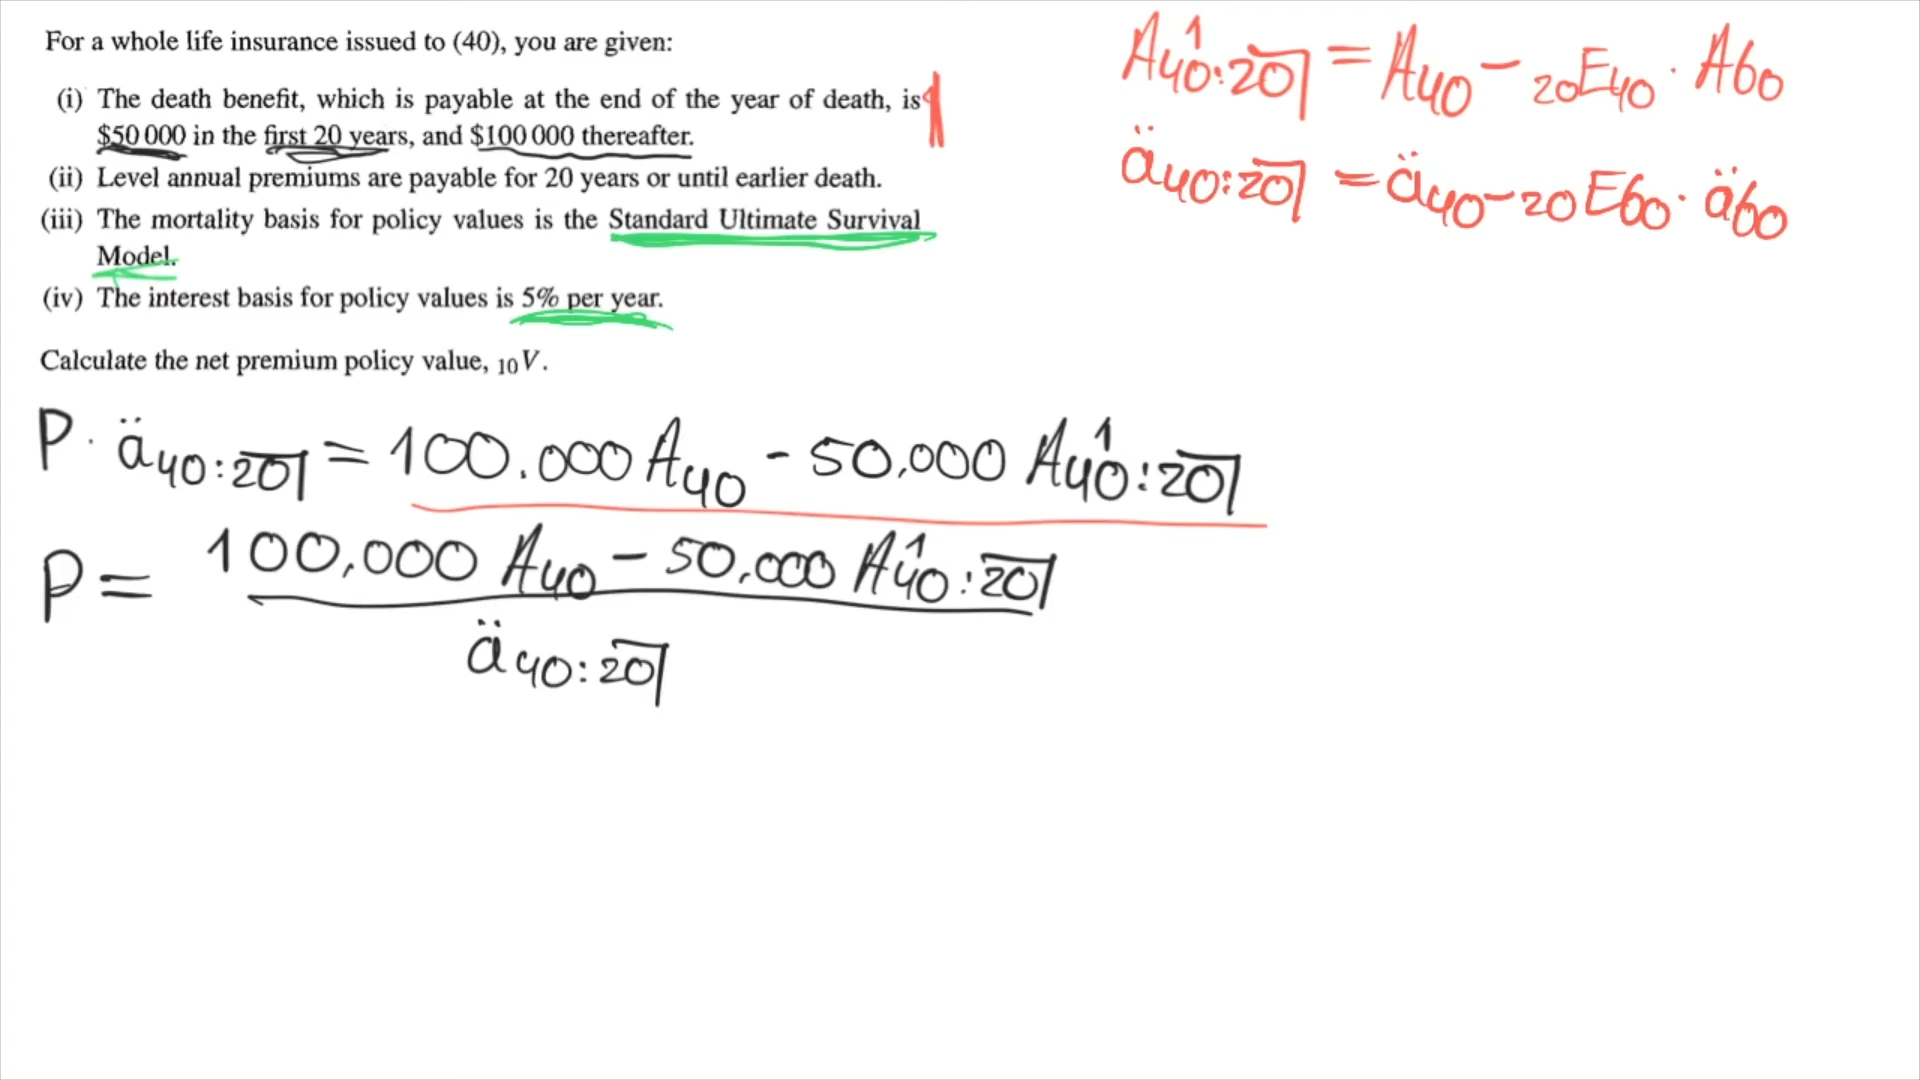 For a whole life insurance issued to (40), you are given:
(i) The death benefit, which is payable at the end of the year of death, is
$50 000 in the first 20 years, and $100 000 thereafter.
(ii) Level annual premiums are payable for 20 years or until earlier death.
(iii) The mortality basis for policy values is the Standard Ultimate Survival
Model.
(iv) The interest basis for policy values is 5% per year.
Calculate the net premium policy value, ₁₀V.
A¹40:20⌉ = A40 - 20E40 · A60
ä40:20⌉ = ä40 - 20E60 · ä60
P · ä40:20⌉ = 100.000 A40 - 50,000 A¹40:20⌉
P = 100,000 A40 - 50,000 A¹40:20⌉
ä40:20⌉